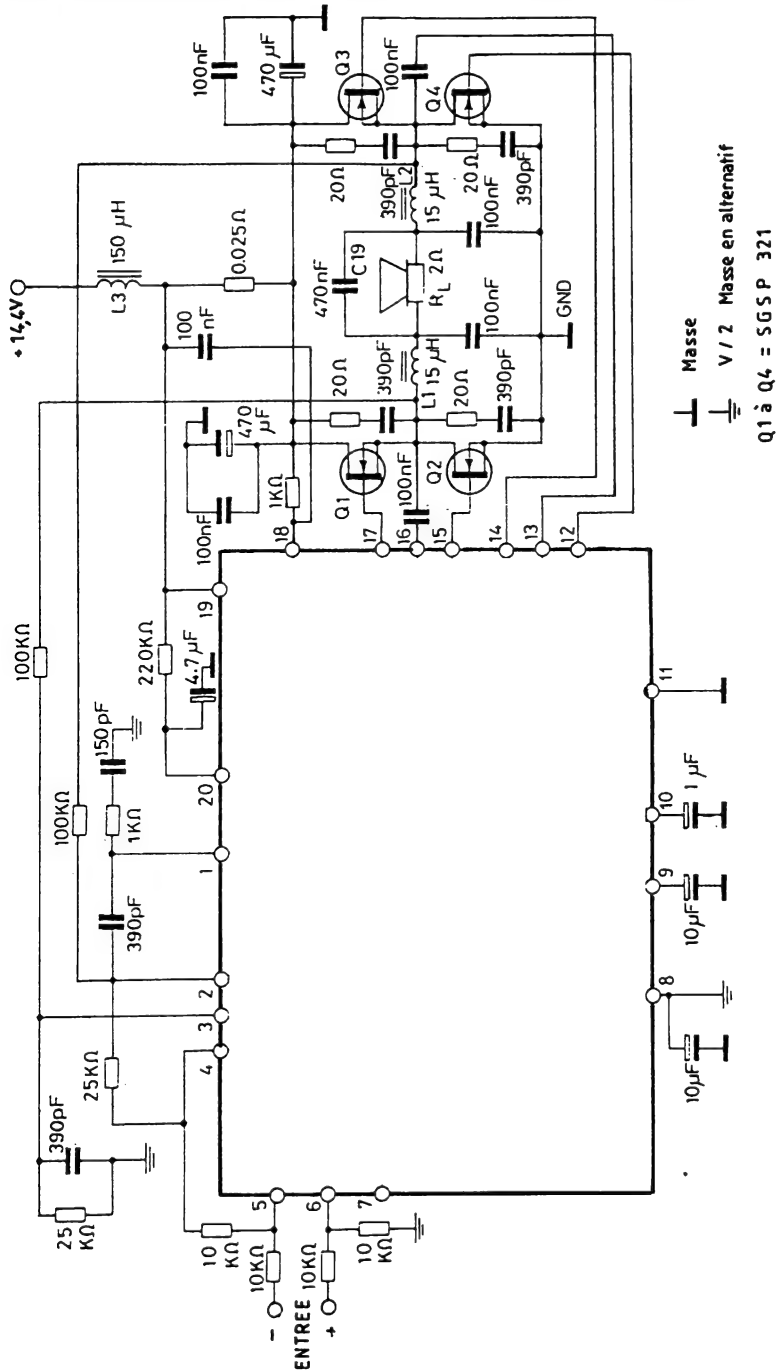 +14,4V
L3
150 µH
0.025Ω
100nF
470 µF
Q3
100nF
Q4
20Ω
390pF
L2
15 µH
20Ω
390pF
100nF
470nF
C19
RL
2Ω
100nF
GND
L1
15 µH
20Ω
390pF
20Ω
390pF
100
nF
470
µF
100nF
1KΩ
Q1
100nF
Q2
18
17
16
15
14
13
12
19
20
1
2
3
4
5
6
7
8
9
10
11
100KΩ
100KΩ
220KΩ
4.7µF
150pF
1KΩ
390pF
25KΩ
390pF
25
KΩ
10
KΩ
10KΩ
10KΩ
10
KΩ
-
ENTREE
+
10µF
10µF
1 µF
Masse
V/2 Masse en alternatif
Q1 à Q4 = SGSP 321